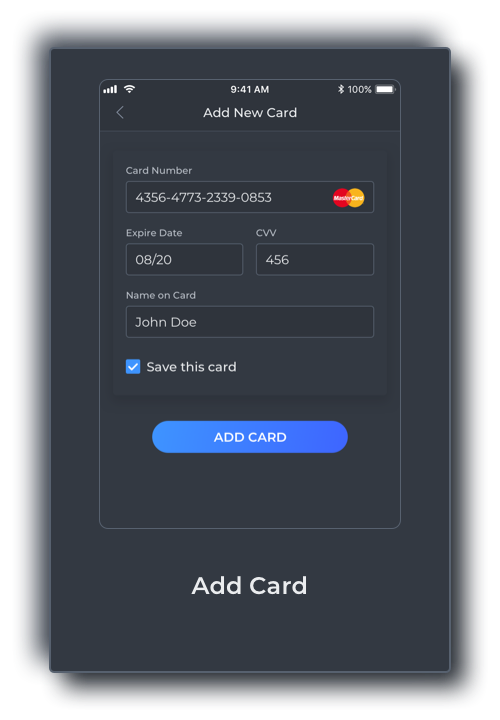 9:41 AM 100%
Add New Card
Card Number
4356-4773-2339-0853 MasterCard
Expire Date CVV
08/20 456
Name on Card
John Doe
Save this card
ADD CARD
Add Card